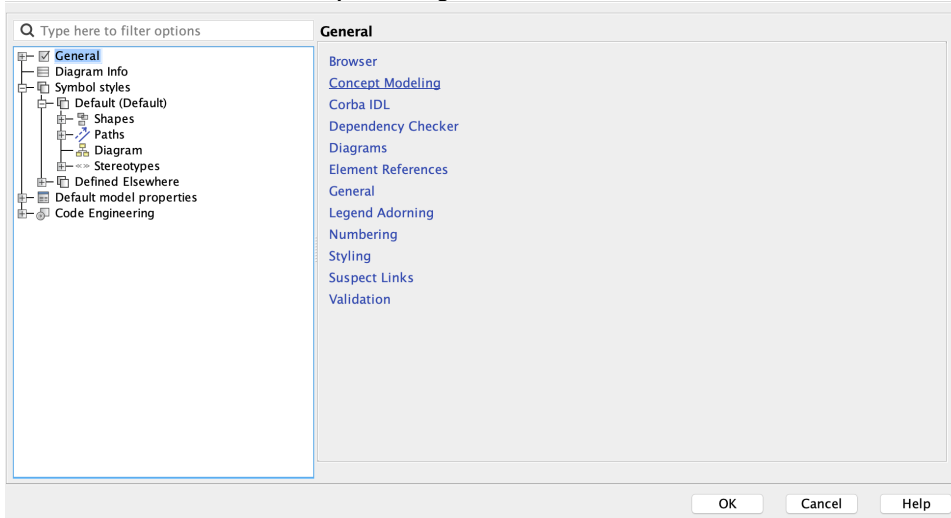 Type here to filter options
General
Diagram Info
Symbol styles
Default (Default)
Shapes
Paths
Diagram
«» Stereotypes
Defined Elsewhere
Default model properties
Code Engineering
General
Browser
Concept Modeling
Corba IDL
Dependency Checker
Diagrams
Element References
General
Legend Adorning
Numbering
Styling
Suspect Links
Validation
OK Cancel Help